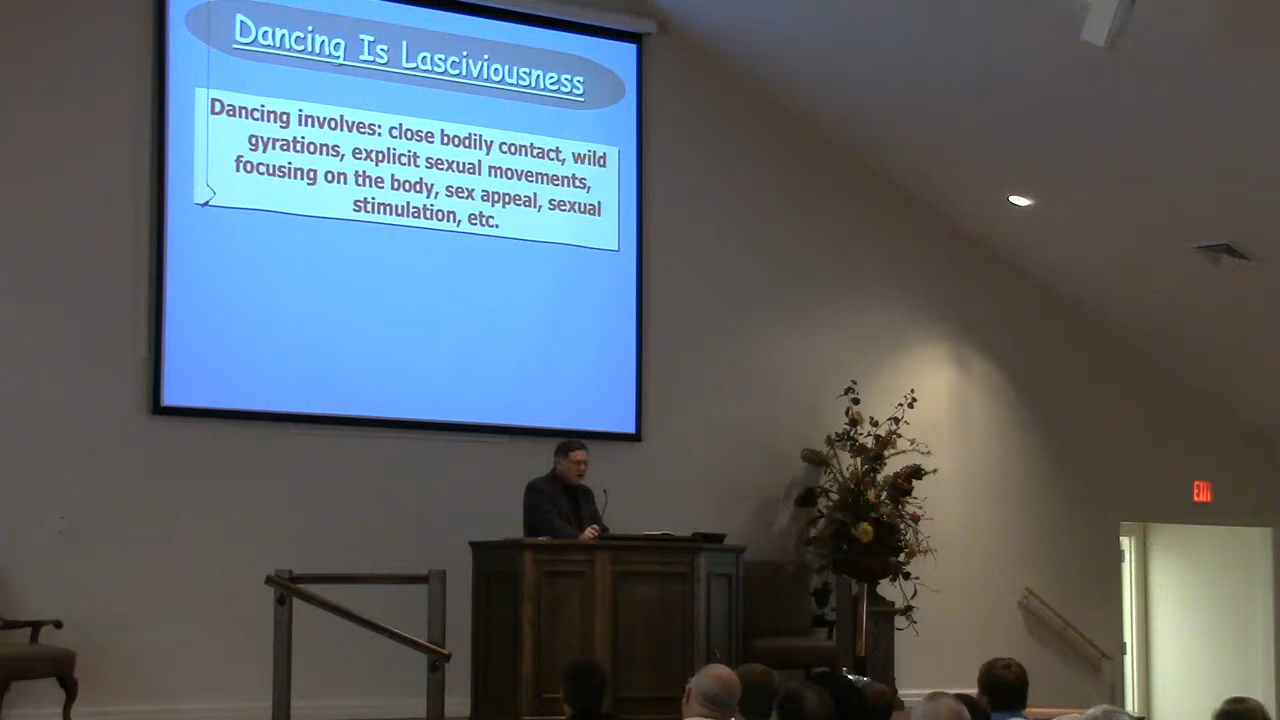 Dancing Is Lasciviousness
Dancing involves: close bodily contact, wild
gyrations, explicit sexual movements,
focusing on the body, sex appeal, sexual
stimulation, etc.
EXIT